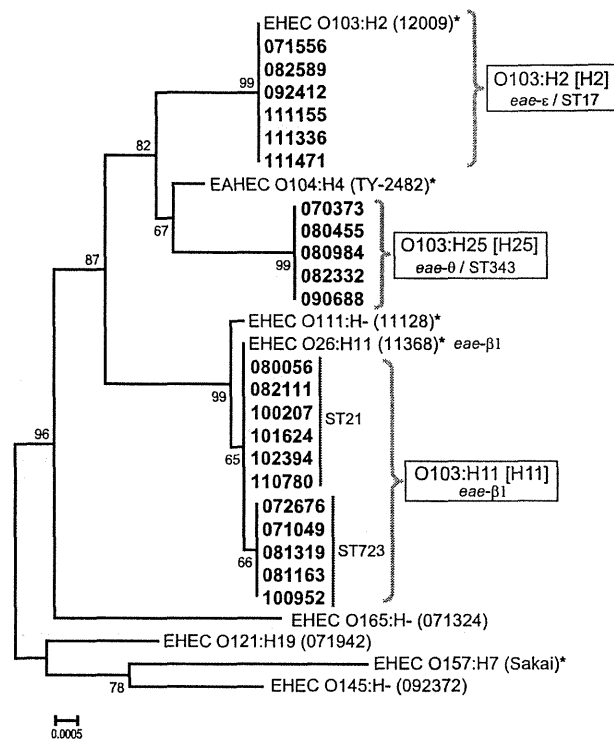 EHEC O103:H2 (12009)*
071556
082589
092412
111155
111336
111471
99
O103:H2 [H2]
eae-ε / ST17
82
EAHEC O104:H4 (TY-2482)*
67
070373
080455
080984
082332
090688
99
O103:H25 [H25]
eae-θ / ST343
87
EHEC O111:H- (11128)*
EHEC O26:H11 (11368)* eae-β1
99
080056
082111
100207
101624
102394
110780
ST21
65
O103:H11 [H11]
eae-β1
072676
071049
081319
081163
100952
ST723
66
96
EHEC O165:H- (071324)
EHEC O121:H19 (071942)
EHEC O157:H7 (Sakai)*
78
EHEC O145:H- (092372)
0.0005